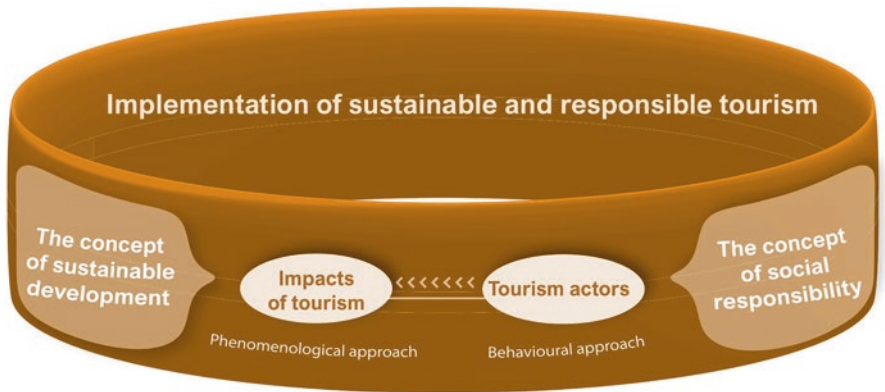 Implementation of sustainable and responsible tourism
The concept
of sustainable
development
Impacts
of tourism
‹‹‹‹‹‹‹
Tourism actors
The concept
of social
responsibility
Phenomenological approach
Behavioural approach